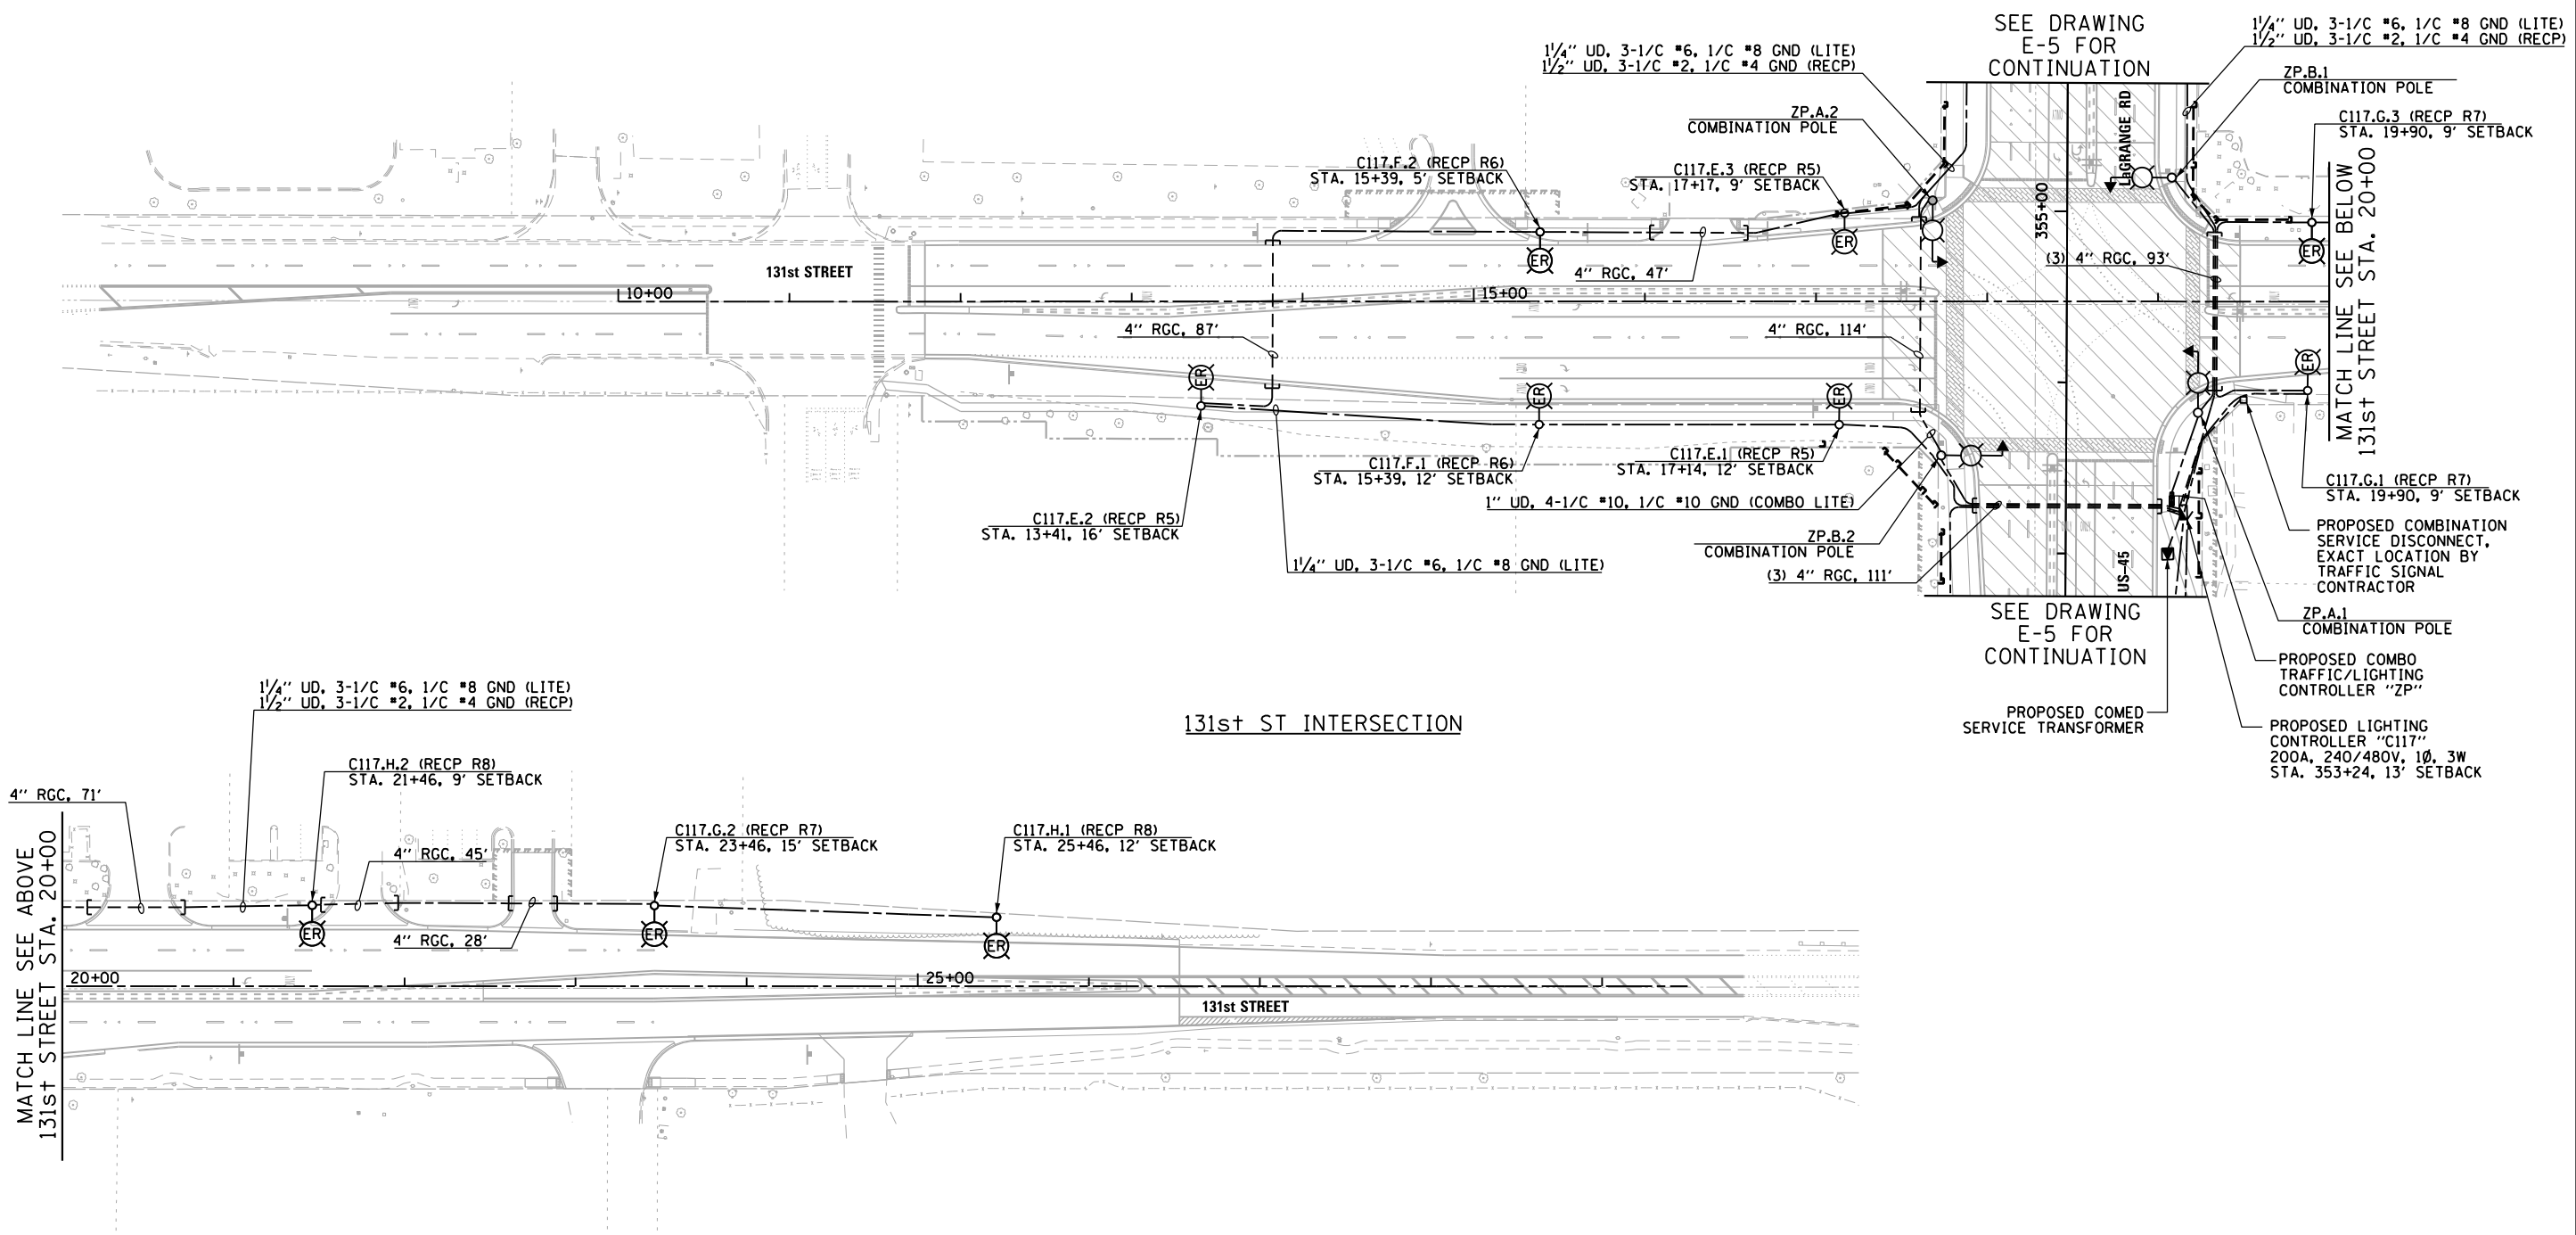 SEE DRAWING
E-5 FOR
CONTINUATION
1¼" UD, 3-1/C #6, 1/C #8 GND (LITE)
1½" UD, 3-1/C #2, 1/C #4 GND (RECP)
1¼" UD, 3-1/C #6, 1/C #8 GND (LITE)
1½" UD, 3-1/C #2, 1/C #4 GND (RECP)
ZP.B.1
COMBINATION POLE
ZP.A.2
COMBINATION POLE
C117.G.3 (RECP R7)
STA. 19+90, 9' SETBACK
C117.F.2 (RECP R6)
STA. 15+39, 5' SETBACK
C117.E.3 (RECP R5)
STA. 17+17, 9' SETBACK
LaGRANGE RD
355+00
MATCH LINE SEE BELOW
131st STREET STA. 20+00
ER
ER
ER
(3) 4" RGC, 93'
4" RGC, 47'
131st STREET
10+00
15+00
4" RGC, 87'
4" RGC, 114'
ER
ER
ER
ER
C117.F.1 (RECP R6)
STA. 15+39, 12' SETBACK
C117.E.1 (RECP R5)
STA. 17+14, 12' SETBACK
C117.G.1 (RECP R7)
STA. 19+90, 9' SETBACK
1" UD, 4-1/C #10, 1/C #10 GND (COMBO LITE)
C117.E.2 (RECP R5)
STA. 13+41, 16' SETBACK
ZP.B.2
COMBINATION POLE
1¼" UD, 3-1/C #6, 1/C #8 GND (LITE)
(3) 4" RGC, 111'
US-45
PROPOSED COMBINATION
SERVICE DISCONNECT,
EXACT LOCATION BY
TRAFFIC SIGNAL
CONTRACTOR
SEE DRAWING
E-5 FOR
CONTINUATION
ZP.A.1
COMBINATION POLE
PROPOSED COMBO
TRAFFIC/LIGHTING
CONTROLLER "ZP"
PROPOSED COMED
SERVICE TRANSFORMER
PROPOSED LIGHTING
CONTROLLER "C117"
200A, 240/480V, 1Ø, 3W
STA. 353+24, 13' SETBACK
131st ST INTERSECTION
1¼" UD, 3-1/C #6, 1/C #8 GND (LITE)
1½" UD, 3-1/C #2, 1/C #4 GND (RECP)
C117.H.2 (RECP R8)
STA. 21+46, 9' SETBACK
4" RGC, 71'
C117.G.2 (RECP R7)
STA. 23+46, 15' SETBACK
C117.H.1 (RECP R8)
STA. 25+46, 12' SETBACK
4" RGC, 45'
4" RGC, 28'
ER
ER
ER
MATCH LINE SEE ABOVE
131st STREET STA. 20+00
20+00
25+00
131st STREET